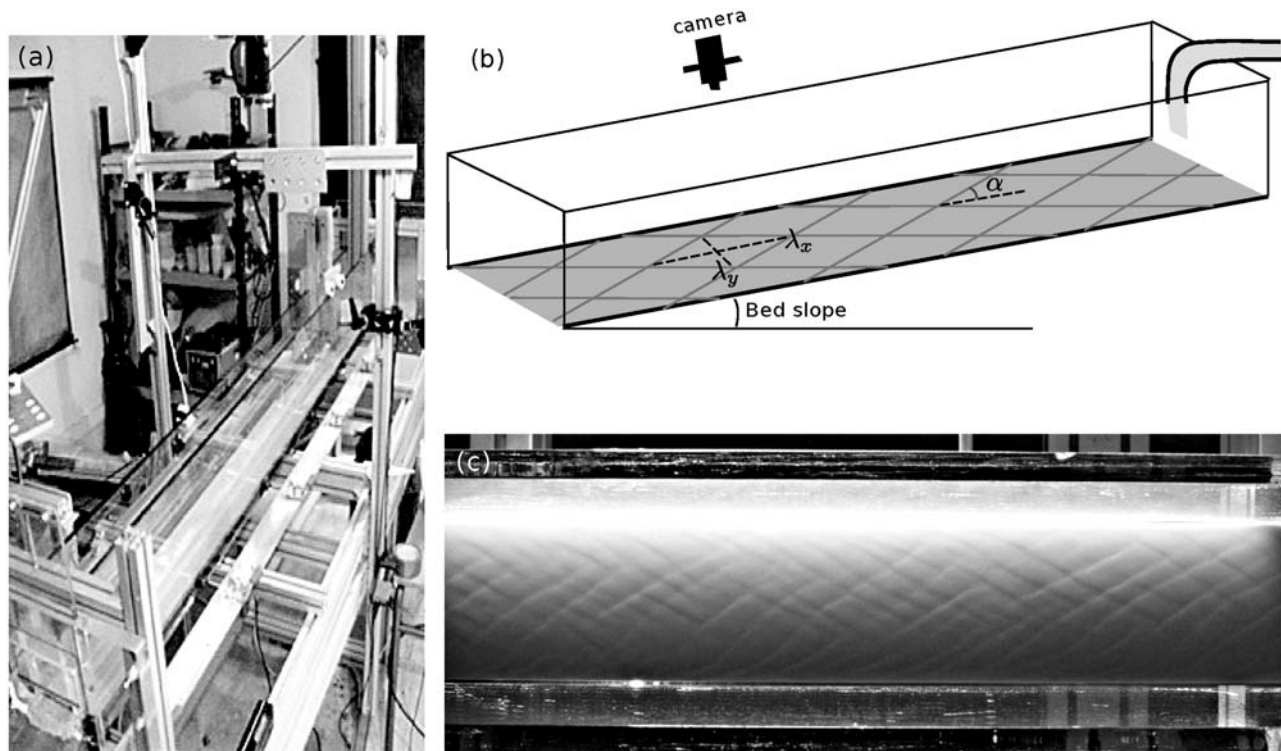 (a)
(b)
camera
α
λx
λy
Bed slope
(c)